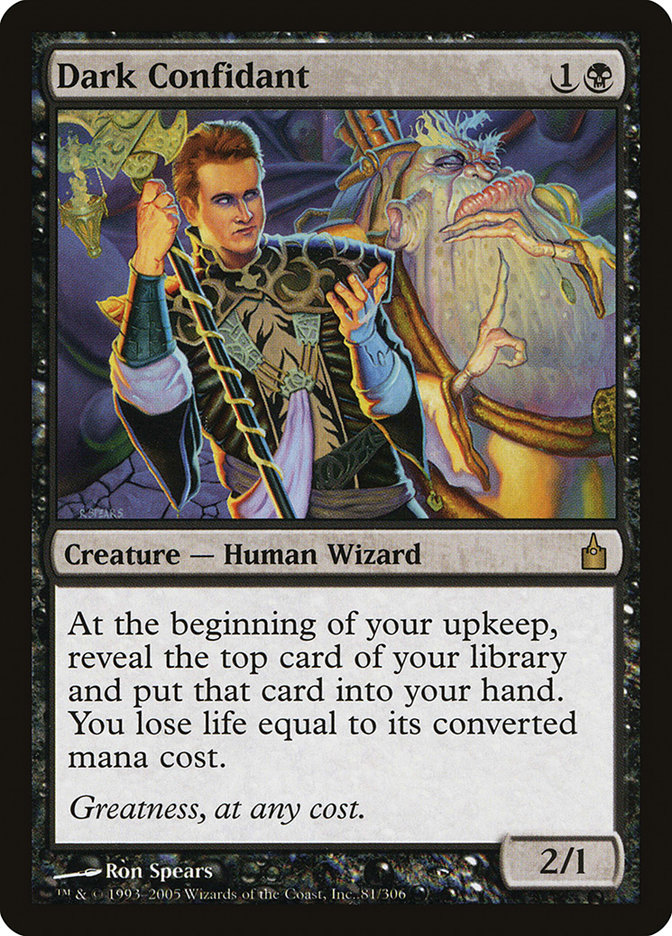 Dark Confidant 1
R. SPEARS
Creature — Human Wizard
At the beginning of your upkeep,
reveal the top card of your library
and put that card into your hand.
You lose life equal to its converted
mana cost.
Greatness, at any cost.
2/1
Ron Spears
™ & © 1993–2005 Wizards of the Coast, Inc. 81/306